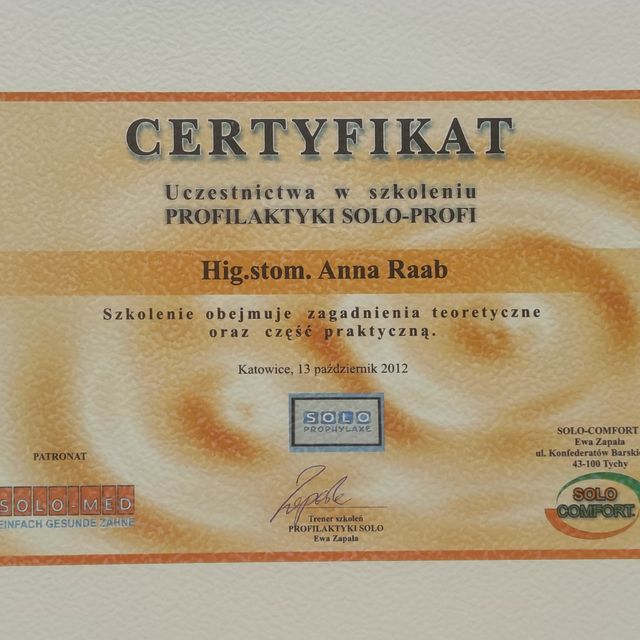 CERTYFIKAT
Uczestnictwa w szkoleniu
PROFILAKTYKI SOLO-PROFI
Hig.stom. Anna Raab
Szkolenie obejmuje zagadnienia teoretyczne
oraz część praktyczną.
Katowice, 13 październik 2012
SOLO
PROPHYLAXE
PATRONAT
SOLO-MED
EINFACH GESUNDE ZÄHNE
Zapała
Trener szkoleń
PROFILAKTYKI SOLO
Ewa Zapała
SOLO-COMFORT
Ewa Zapała
ul. Konfederatów Barskie
43-100 Tychy
SOLO
COMFORT